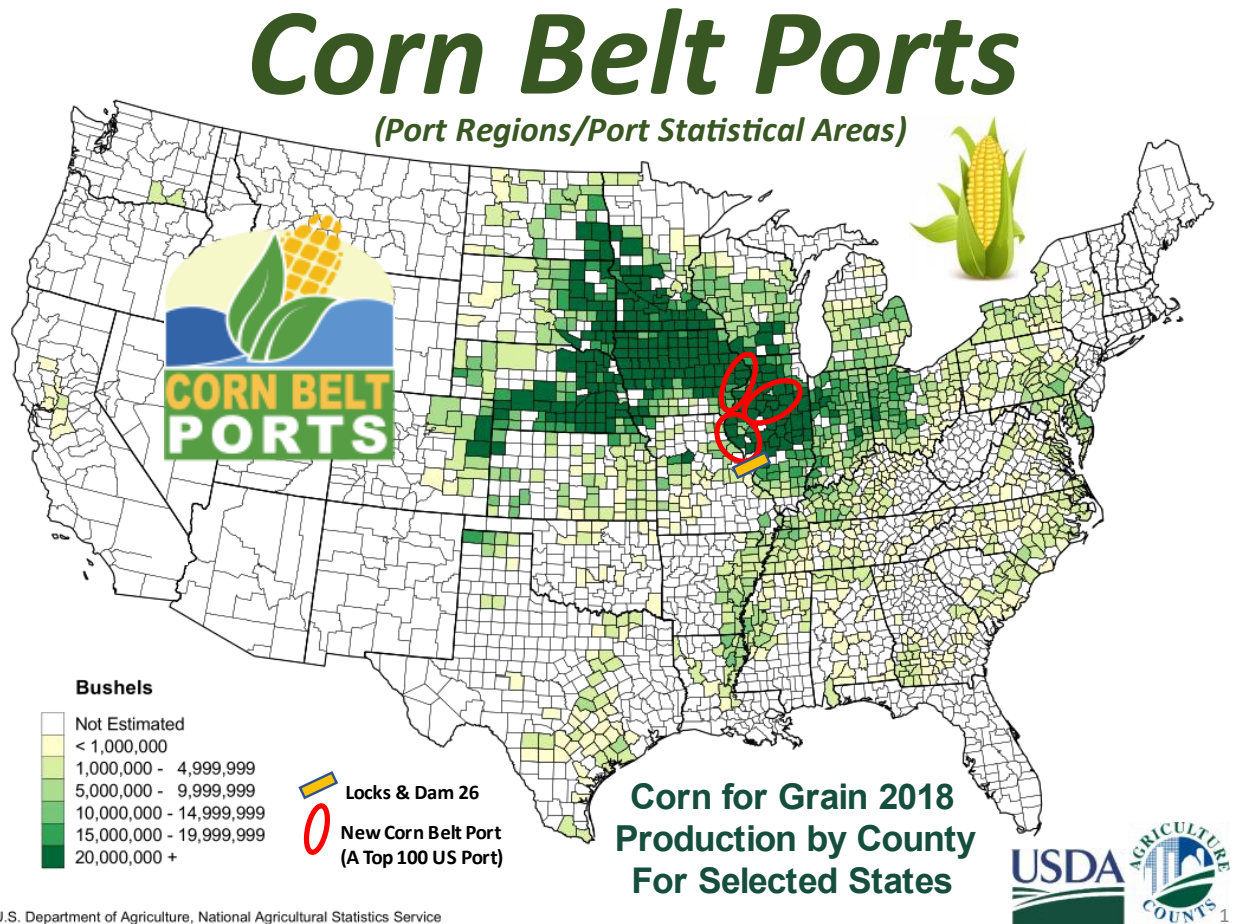 Corn Belt Ports
(Port Regions/Port Statistical Areas)
CORN BELT
PORTS
Bushels
Not Estimated
< 1,000,000
1,000,000 - 4,999,999
5,000,000 - 9,999,999
10,000,000 - 14,999,999
15,000,000 - 19,999,999
20,000,000 +
Locks & Dam 26
New Corn Belt Port
(A Top 100 US Port)
Corn for Grain 2018
Production by County
For Selected States
USDA
AGRICULTURE
COUNTS
1
U.S. Department of Agriculture, National Agricultural Statistics Service